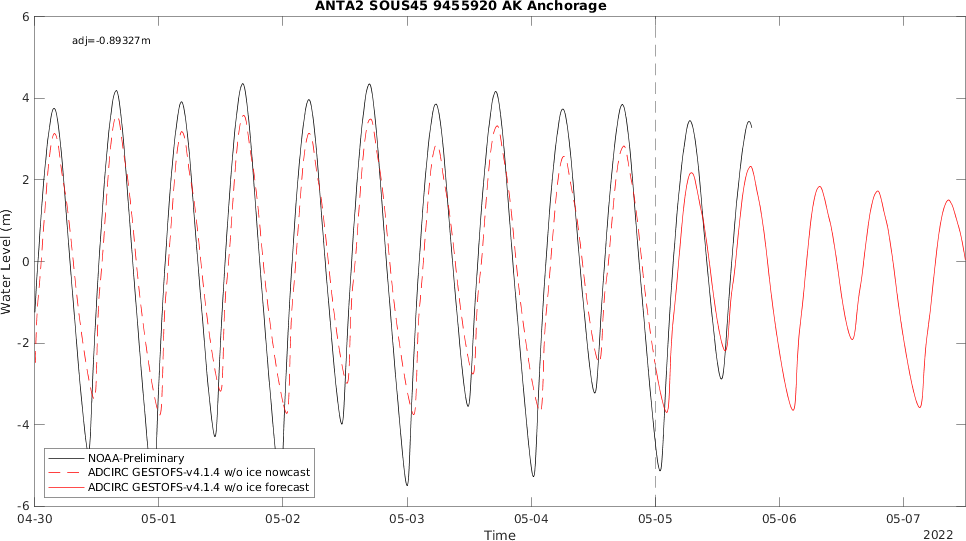 ANTA2 SOUS45 9455920 AK Anchorage
adj=-0.89327m
6
4
2
0
-2
-4
-6
Water Level (m)
NOAA-Preliminary
ADCIRC GESTOFS-v4.1.4 w/o ice nowcast
ADCIRC GESTOFS-v4.1.4 w/o ice forecast
04-30 05-01 05-02 05-03 05-04 05-05 05-06 05-07
Time
2022